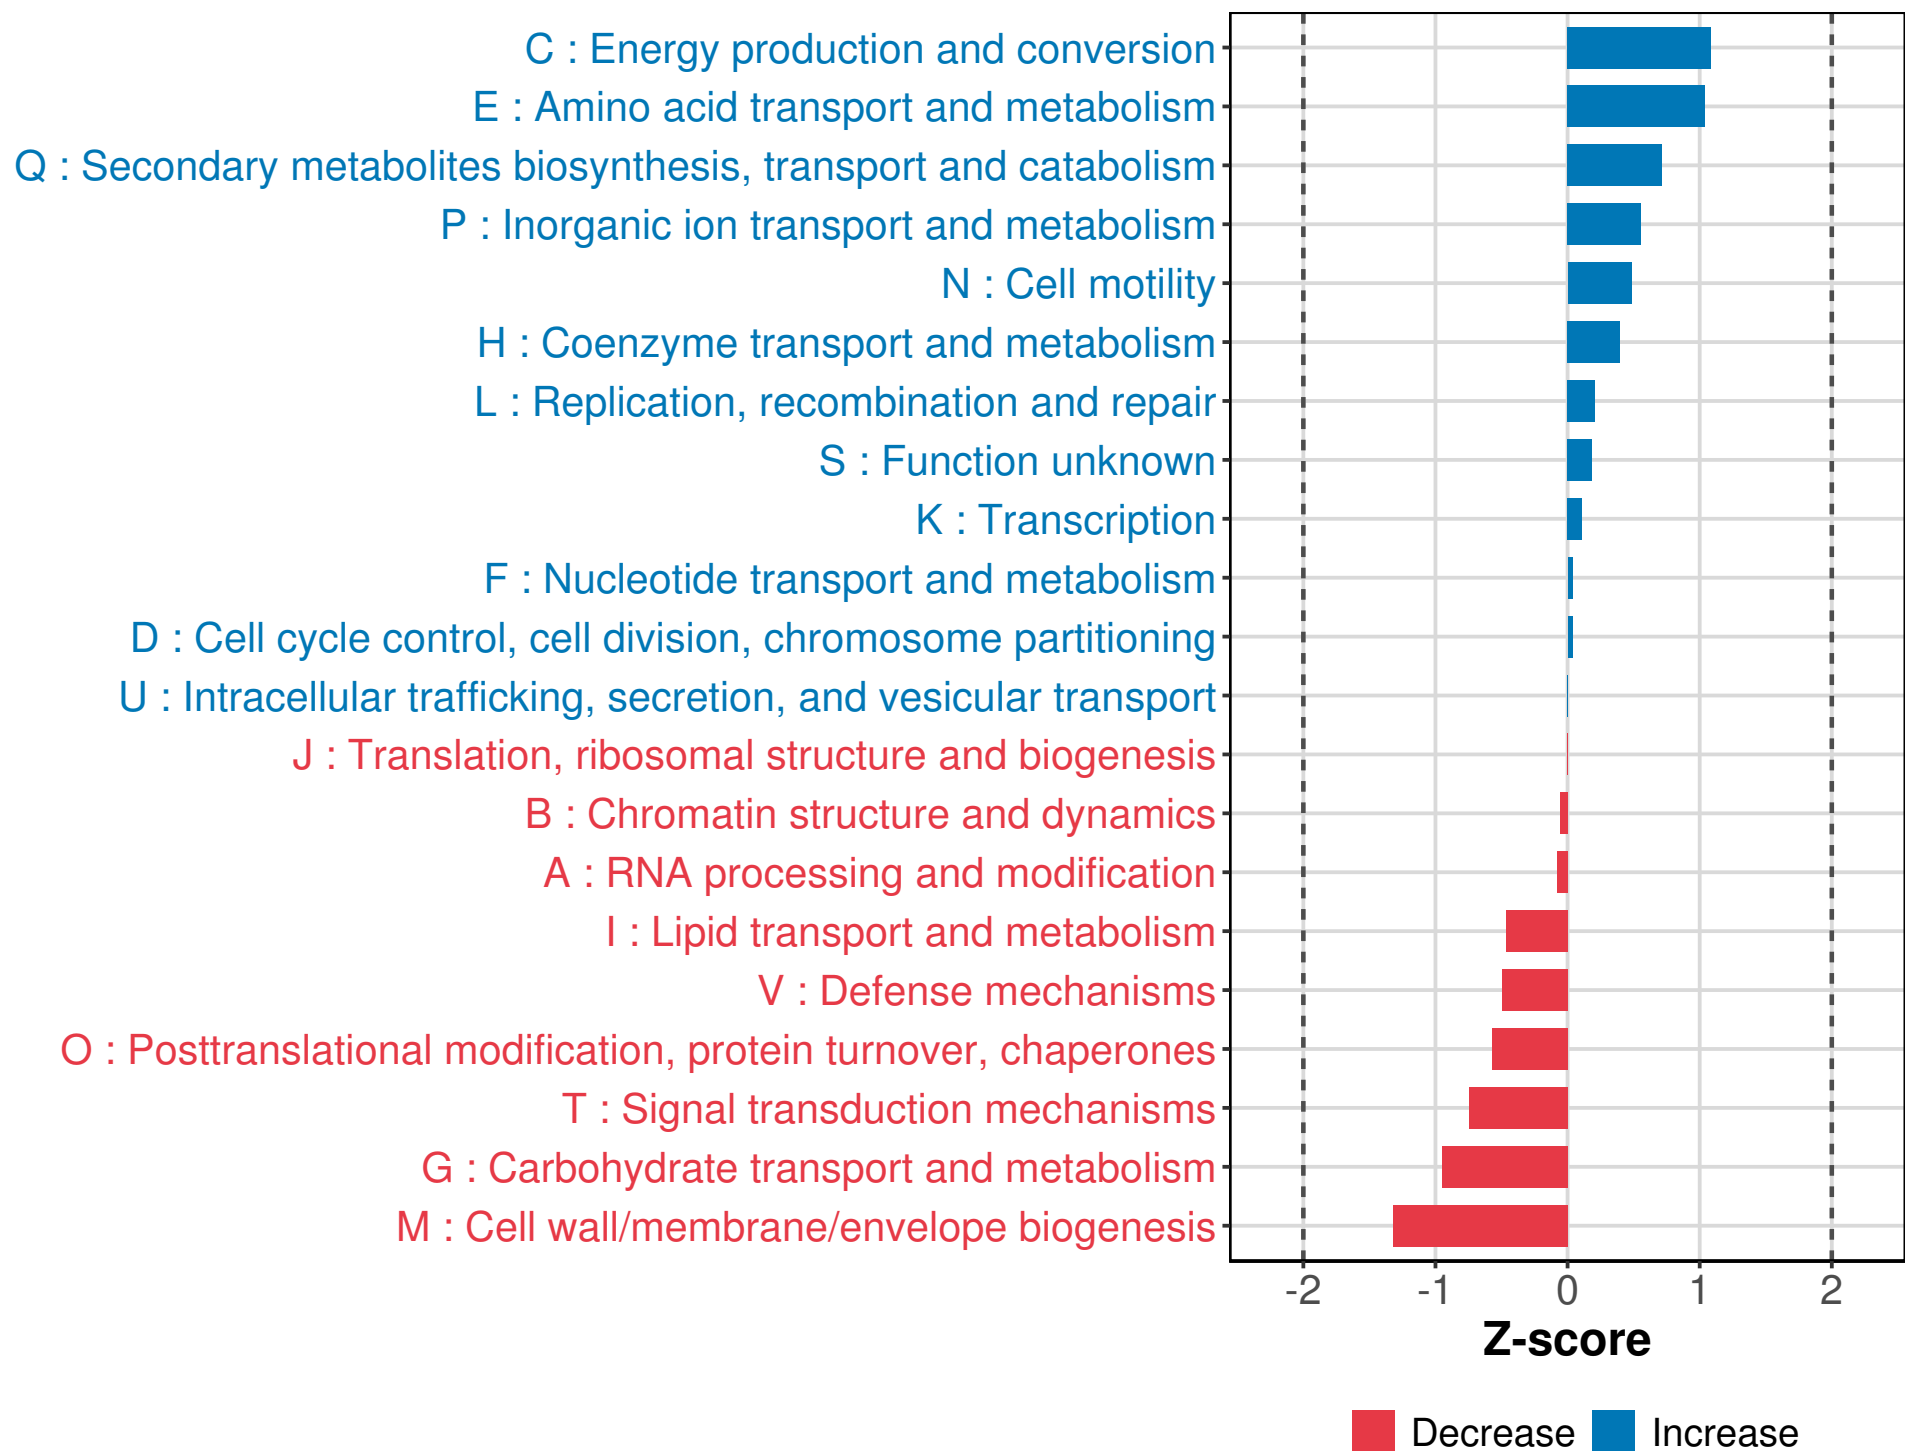 C : Energy production and conversion
E : Amino acid transport and metabolism
Q : Secondary metabolites biosynthesis, transport and catabolism
P : Inorganic ion transport and metabolism
N : Cell motility
H : Coenzyme transport and metabolism
L : Replication, recombination and repair
S : Function unknown
K : Transcription
F : Nucleotide transport and metabolism
D : Cell cycle control, cell division, chromosome partitioning
U : Intracellular trafficking, secretion, and vesicular transport
J : Translation, ribosomal structure and biogenesis
B : Chromatin structure and dynamics
A : RNA processing and modification
I : Lipid transport and metabolism
V : Defense mechanisms
O : Posttranslational modification, protein turnover, chaperones
T : Signal transduction mechanisms
G : Carbohydrate transport and metabolism
M : Cell wall/membrane/envelope biogenesis
-2 -1 0 1 2
Z-score
Decrease Increase